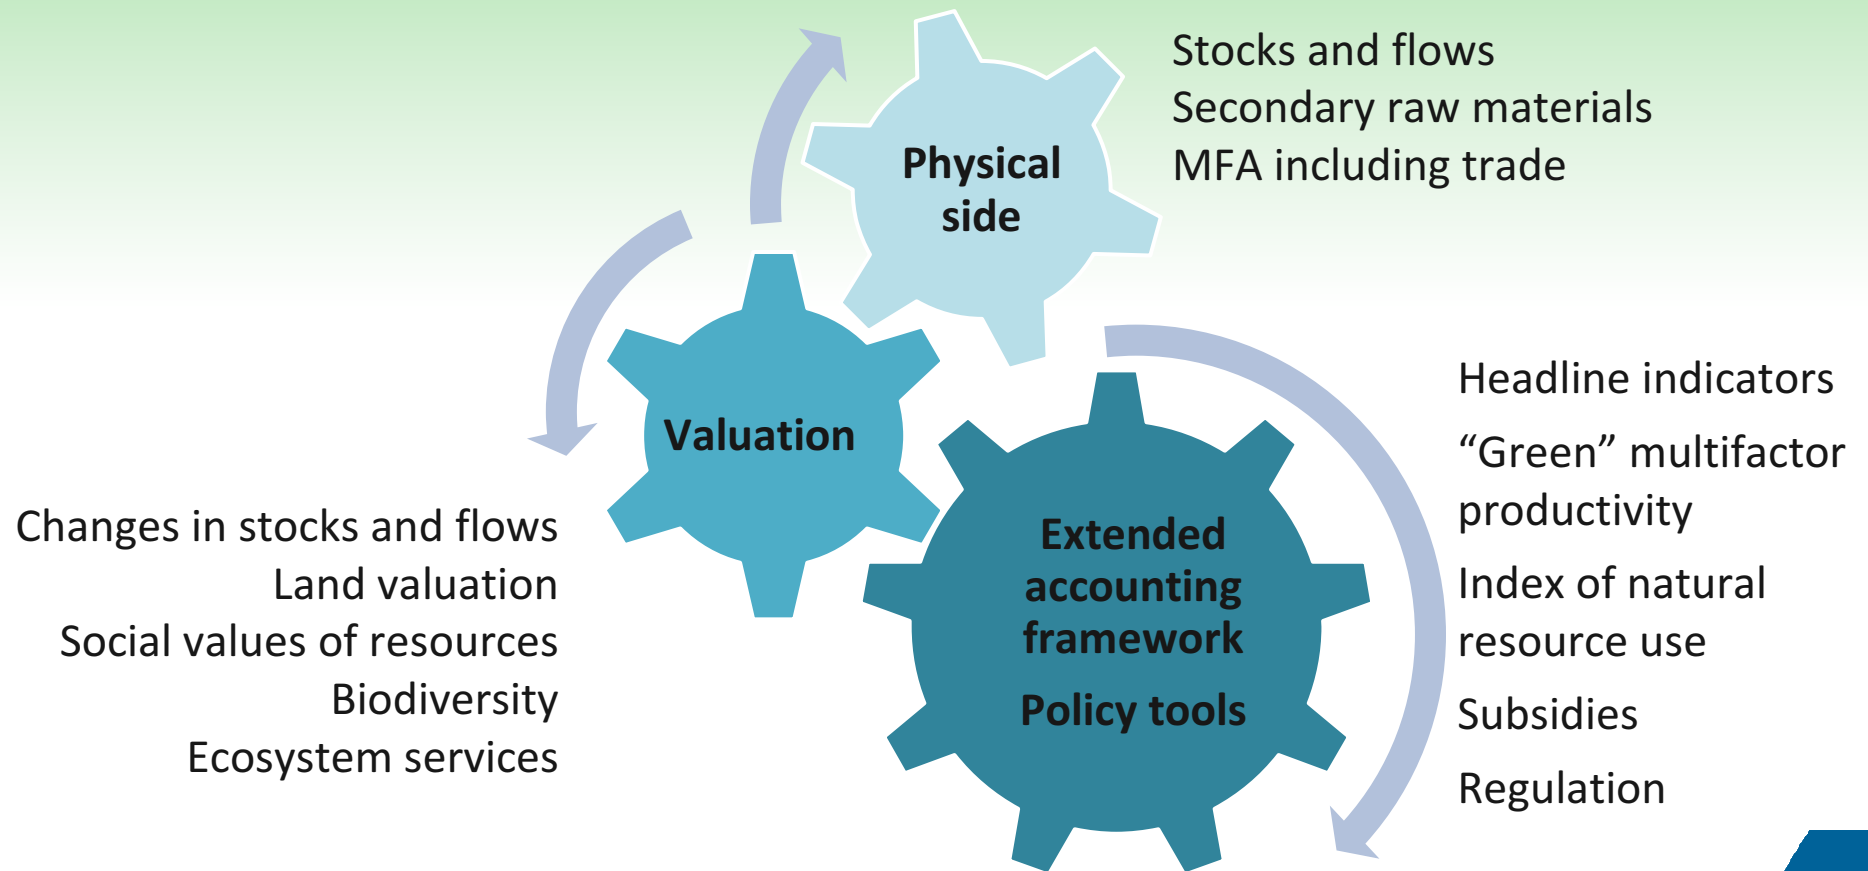 Stocks and flows
Secondary raw materials
MFA including trade
Physical
side
Valuation
Changes in stocks and flows
Land valuation
Social values of resources
Biodiversity
Ecosystem services
Extended
accounting
framework
Policy tools
Headline indicators
“Green” multifactor
productivity
Index of natural
resource use
Subsidies
Regulation